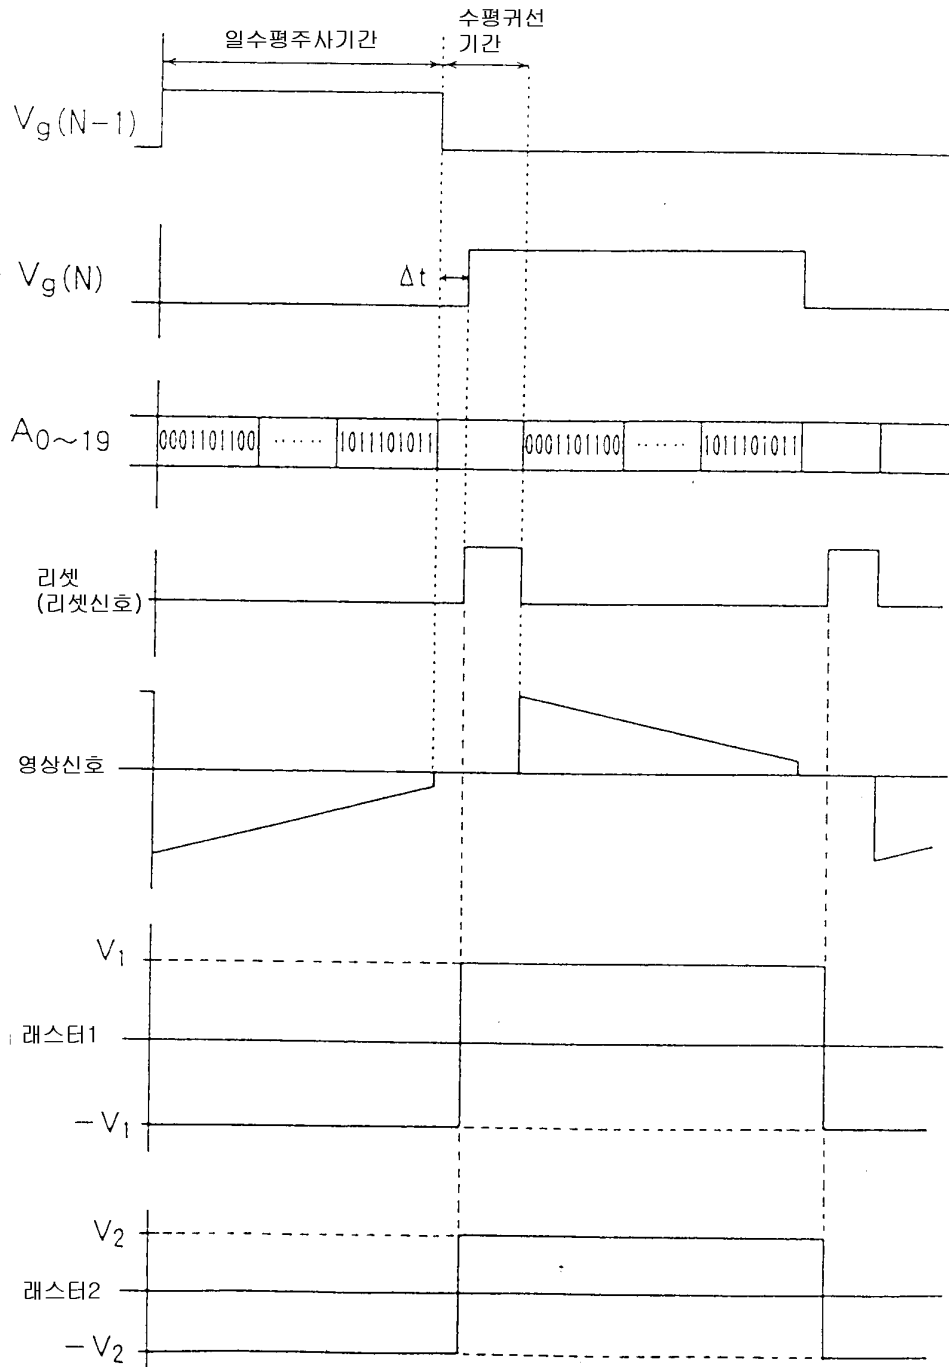 일수평주사기간
수평귀선
기간
Vg(N-1)
Vg(N)
Δt
A0~19
0001101100 ······ 1011101011 0001101100 ······ 1011101011
리셋
(리셋신호)
영상신호
V1
래스터1
-V1
V2
래스터2
-V2